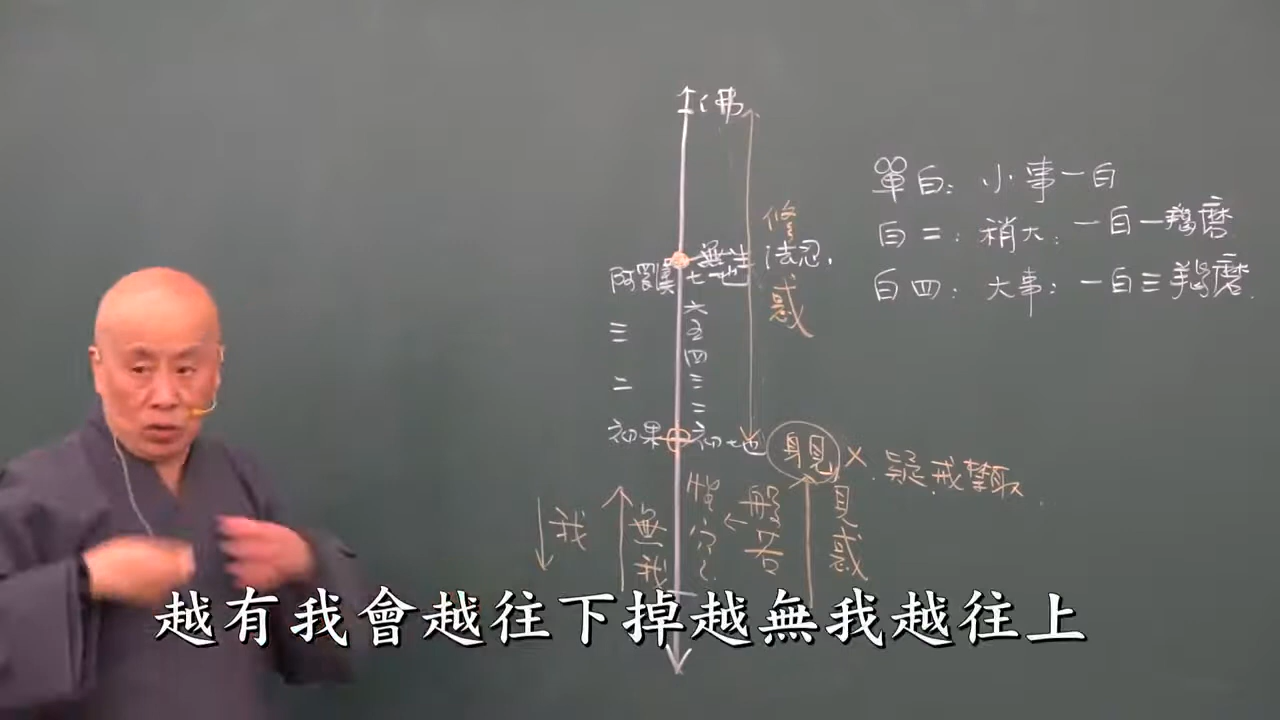 佛
單白：小事一白
白二：稍大：一白一羯磨
白四：大事：一白三羯磨
修惑
無生法忍
阿羅漢 七地
六
三 五
四
二 三
二
初果 初地
身見 × 疑 戒禁取
我
無我
性空
般若
見惑
越有我會越往下掉越無我越往上